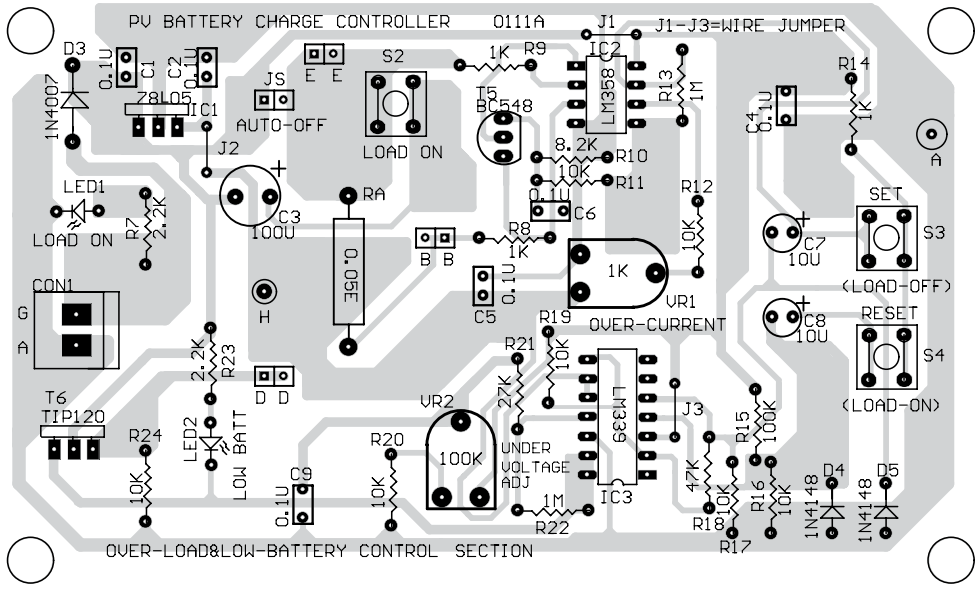 PV BATTERY CHARGE CONTROLLER
0111A
J1
J1-J3=WIRE JUMPER
D3
0.1U
C1
C2
0.1U
E E
S2
1K
R9
IC2
R13
1M
R14
1N4007
78L05
IC1
JS
AUTO-OFF
T5
BC548
LM358
C4
0.1U
1K
A
J2
LOAD ON
8.2K
R10
10K
R11
LED1
LOAD ON
R7
2.2K
C3
100U
RA
0.05E
0.1U
C6
R12
10K
SET
S3
B B
R8
1K
C7
10U
CON1
G
A
H
C5
0.1U
1K
VR1
(LOAD-OFF)
R19
OVER-CURRENT
C8
10U
RESET
S4
2.2K
R23
R21
27K
10K
LM339
D D
J3
(LOAD-ON)
T6
TIP120
VR2
R15
100K
R24
LED2
LOW BATT
R20
100K
UNDER
VOLTAGE
ADJ
10K
C9
0.1U
10K
1M
R22
IC3
47K
R18
10K
R17
R16
10K
D4
1N4148
D5
1N4148
OVER-LOAD&LOW-BATTERY CONTROL SECTION